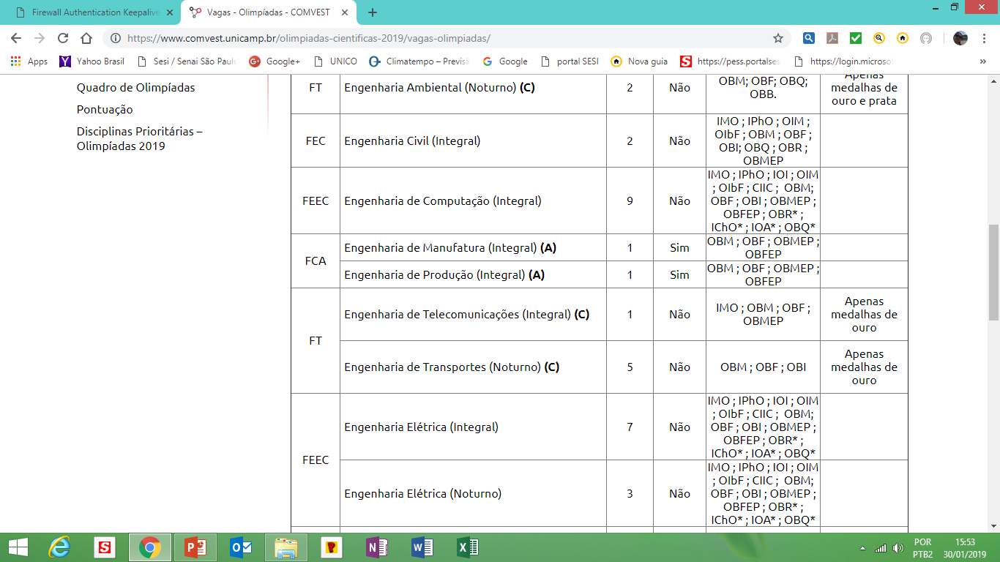 Firewall Authentication Keepalive
Vagas - Olimpíadas - COMVEST
https://www.comvest.unicamp.br/olimpiadas-cientificas-2019/vagas-olimpiadas/
Apps
Yahoo Brasil
Sesi / Senai São Paulo
Google+
UNICO
Climatempo – Previsã
Google
portal SESI
Nova guia
https://pess.portalses
https://login.microsof
»
Quadro de Olimpíadas
Pontuação
Disciplinas Prioritárias –
Olimpíadas 2019
FT
Engenharia Ambiental (Noturno) (C)
2
Não
OBM; OBF; OBQ;
OBB.
Apenas
medalhas de
ouro e prata
FEC
Engenharia Civil (Integral)
2
Não
IMO ; IPhO ; OIM ;
OIbF ; OBM ; OBF ;
OBI; OBQ ; OBR ;
OBMEP
FEEC
Engenharia de Computação (Integral)
9
Não
IMO ; IPhO ; IOI ; OIM
; OIbF ; CIIC ; OBM;
OBF ; OBI ; OBMEP ;
OBFEP ; OBR* ;
IChO* ; IOA* ; OBQ*
FCA
Engenharia de Manufatura (Integral) (A)
1
Sim
OBM ; OBF ; OBMEP ;
OBFEP
Engenharia de Produção (Integral) (A)
1
Sim
OBM ; OBF ; OBMEP ;
OBFEP
FT
Engenharia de Telecomunicações (Integral) (C)
1
Não
IMO ; OBM ; OBF ;
OBMEP
Apenas
medalhas de
ouro
Engenharia de Transportes (Noturno) (C)
5
Não
OBM ; OBF ; OBI
Apenas
medalhas de
ouro
FEEC
Engenharia Elétrica (Integral)
7
Não
IMO ; IPhO ; IOI ; OIM
; OIbF ; CIIC ; OBM;
OBF ; OBI ; OBMEP ;
OBFEP ; OBR* ;
IChO* ; IOA* ; OBQ*
Engenharia Elétrica (Noturno)
3
Não
IMO ; IPhO ; IOI ; OIM
; OIbF ; CIIC ; OBM;
OBF ; OBI ; OBMEP ;
OBFEP ; OBR* ;
IChO* ; IOA* ; OBQ*
POR
PTB2
15:53
30/01/2019